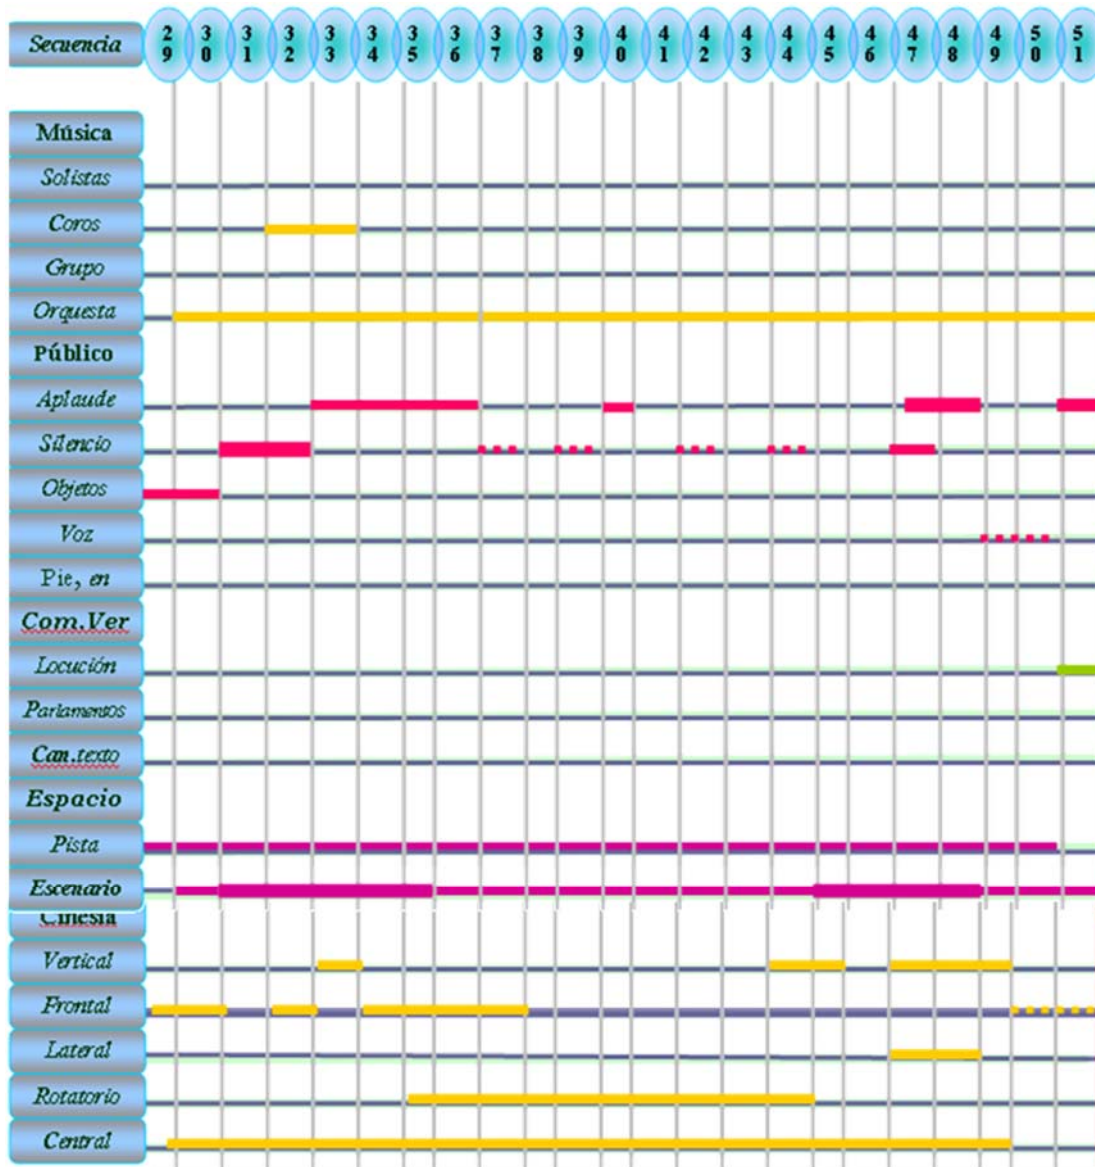 Secuencia 29 30 31 32 33 34 35 36 37 38 39 40 41 42 43 44 45 46 47 48 49 50 51
Música
Solistas
Coros
Grupo
Orquesta
Público
Aplaude
Silencio
Objetos
Voz
Pie, en
Com.Ver
Locución
Parlamentos
Can.texto
Espacio
Pista
Escenario
Cinesia
Vertical
Frontal
Lateral
Rotatorio
Central